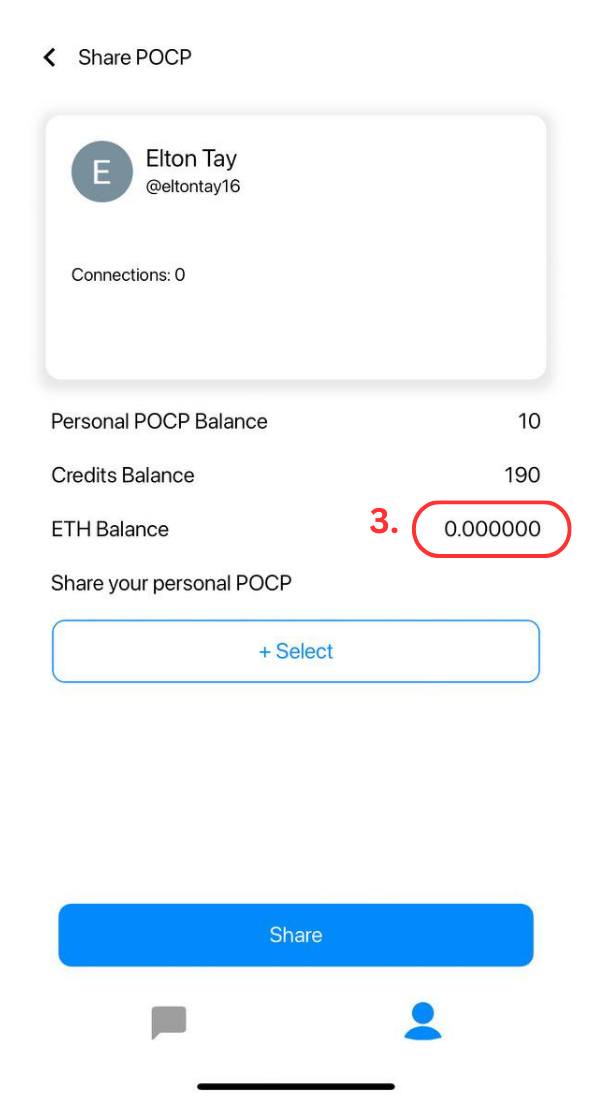 Share POCP
E
Elton Tay
@eltontay16
Connections: 0
Personal POCP Balance 10
Credits Balance 190
ETH Balance 3. 0.000000
Share your personal POCP
+ Select
Share